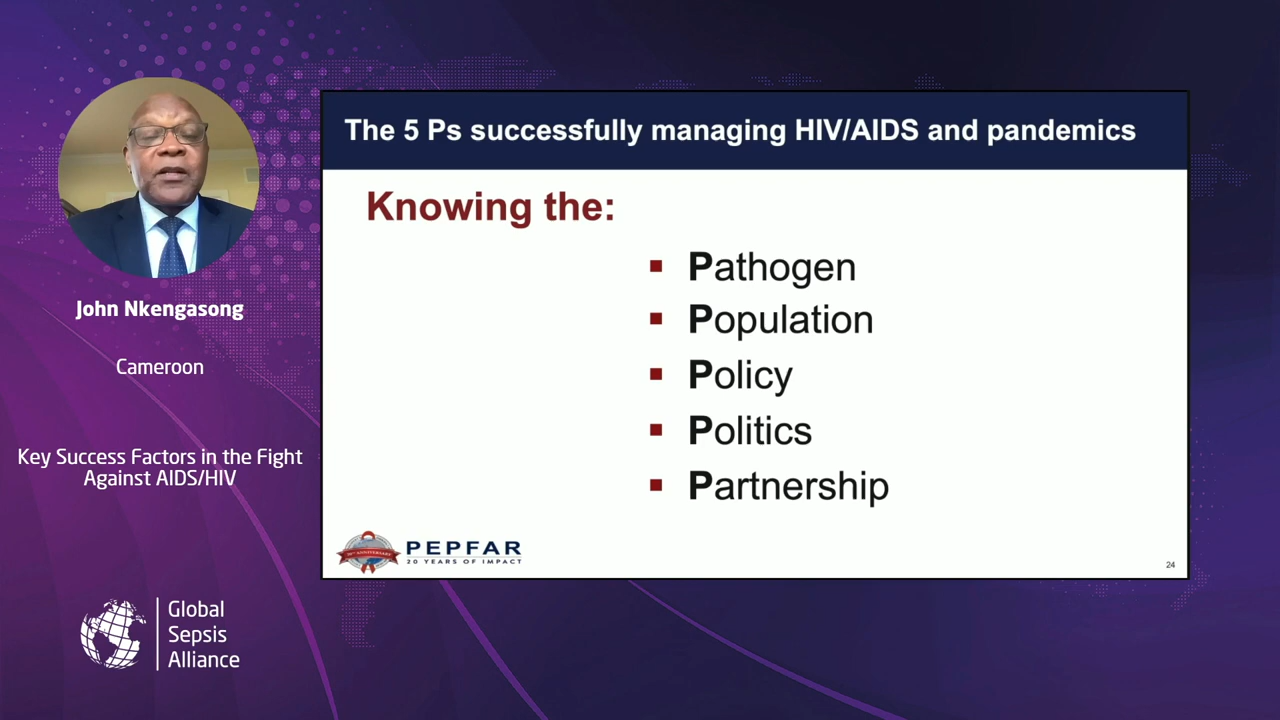 The 5 Ps successfully managing HIV/AIDS and pandemics
Knowing the:
▪ Pathogen
▪ Population
▪ Policy
▪ Politics
▪ Partnership
PEPFAR
20 YEARS OF IMPACT
24
John Nkengasong
Cameroon
Key Success Factors in the Fight
Against AIDS/HIV
Global
Sepsis
Alliance